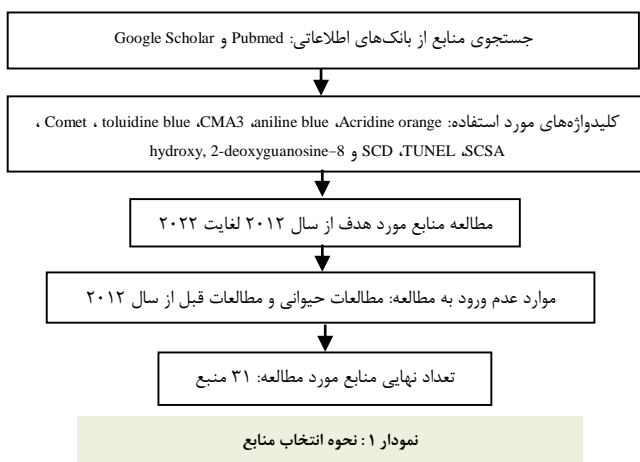 جستجوی منابع از بانک‌های اطلاعاتی: Pubmed و Google Scholar
کلیدواژه‌های مورد استفاده: Acridine orange، aniline blue، CMA3، toluidine blue ، Comet ،
SCSA، TUNEL، SCD و 8-hydroxy, 2-deoxyguanosine
مطالعه منابع مورد هدف از سال ۲۰۱۲ لغایت ۲۰۲۲
موارد عدم ورود به مطالعه: مطالعات حیوانی و مطالعات قبل از سال ۲۰۱۲
تعداد نهایی منابع مورد مطالعه: ۳۱ منبع
نمودار ۱ : نحوه انتخاب منابع